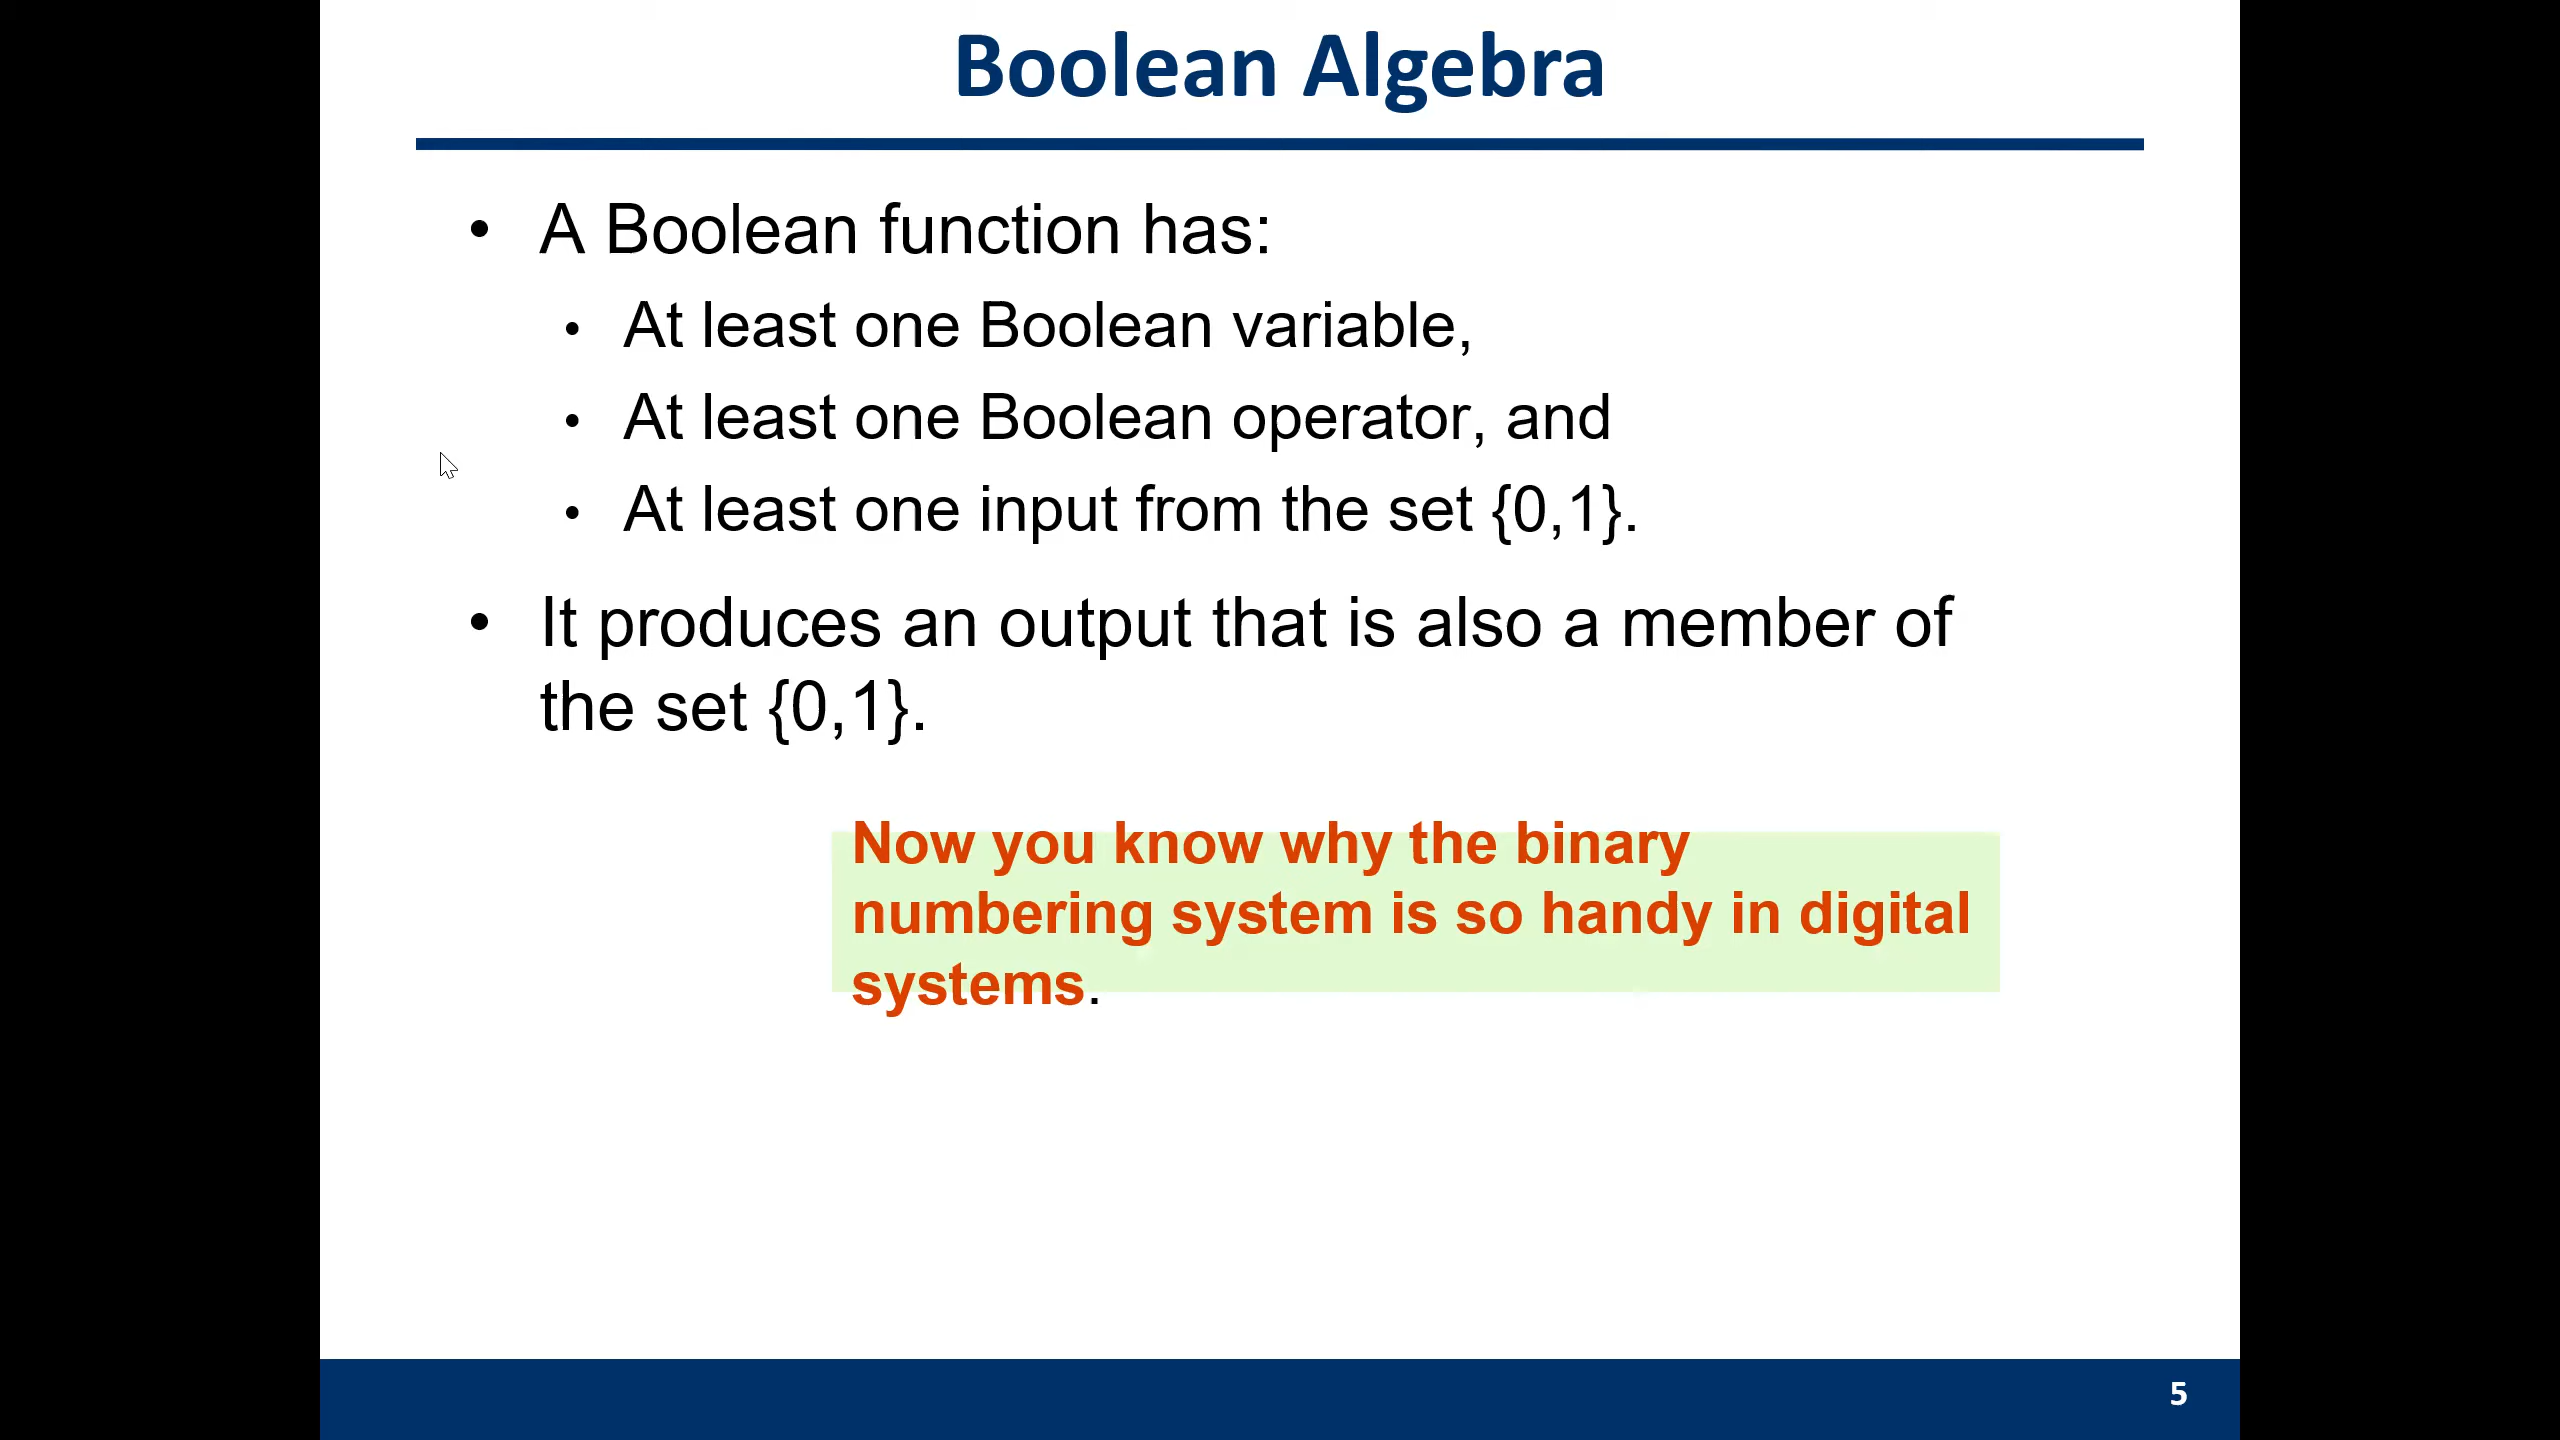 Boolean Algebra
• A Boolean function has:
• At least one Boolean variable,
• At least one Boolean operator, and
• At least one input from the set {0,1}.
• It produces an output that is also a member of
the set {0,1}.
Now you know why the binary
numbering system is so handy in digital
systems.
5